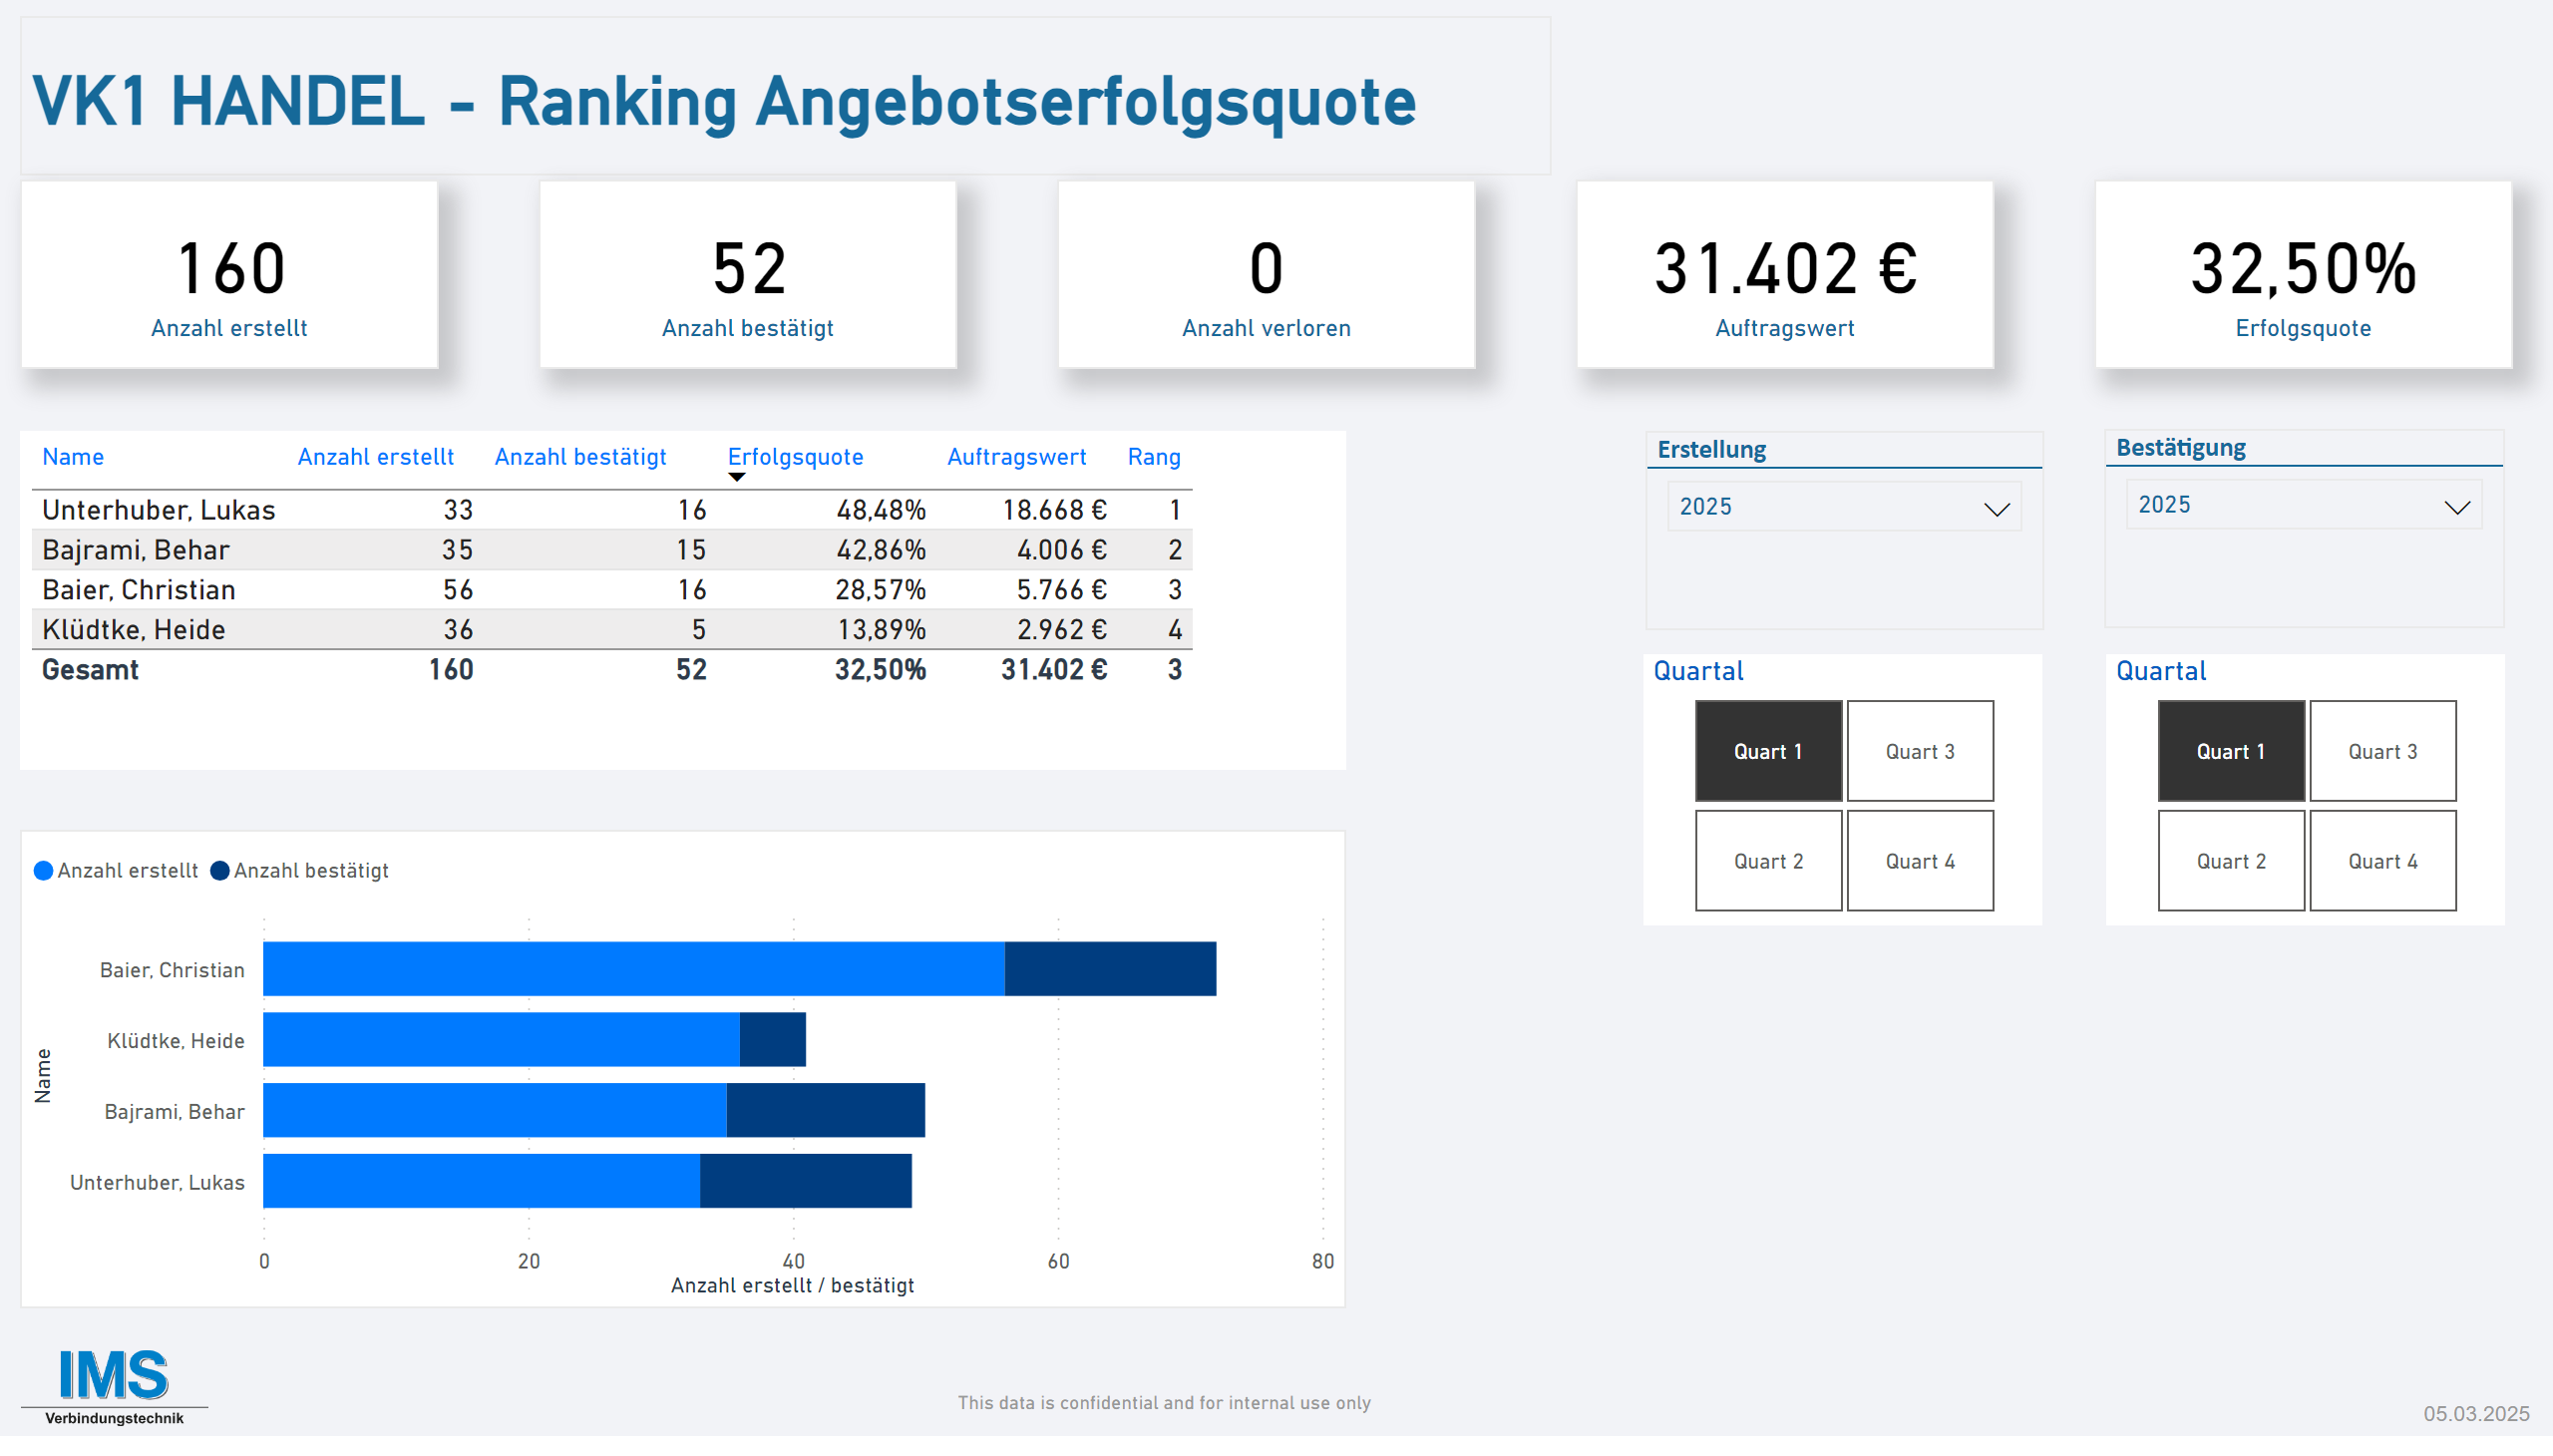 VK1 HANDEL - Ranking Angebotserfolgsquote
160
Anzahl erstellt
52
Anzahl bestätigt
0
Anzahl verloren
31.402 €
Auftragswert
32,50%
Erfolgsquote
Name Anzahl erstellt Anzahl bestätigt Erfolgsquote Auftragswert Rang
Unterhuber, Lukas 33 16 48,48% 18.668 € 1
Bajrami, Behar 35 15 42,86% 4.006 € 2
Baier, Christian 56 16 28,57% 5.766 € 3
Klüdtke, Heide 36 5 13,89% 2.962 € 4
Gesamt 160 52 32,50% 31.402 € 3
Erstellung
2025
Bestätigung
2025
Quartal
Quart 1 Quart 3
Quart 2 Quart 4
Quartal
Quart 1 Quart 3
Quart 2 Quart 4
Anzahl erstellt Anzahl bestätigt
Name
Baier, Christian
Klüdtke, Heide
Bajrami, Behar
Unterhuber, Lukas
0 20 40 60 80
Anzahl erstellt / bestätigt
IMS
Verbindungstechnik
This data is confidential and for internal use only
05.03.2025